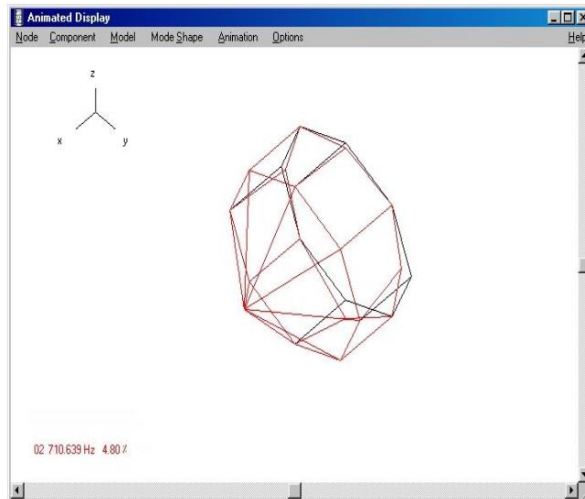 Animated Display
Node Component Model Mode Shape Animation Options Help
z
x y
02 710.639 Hz 4.80 %